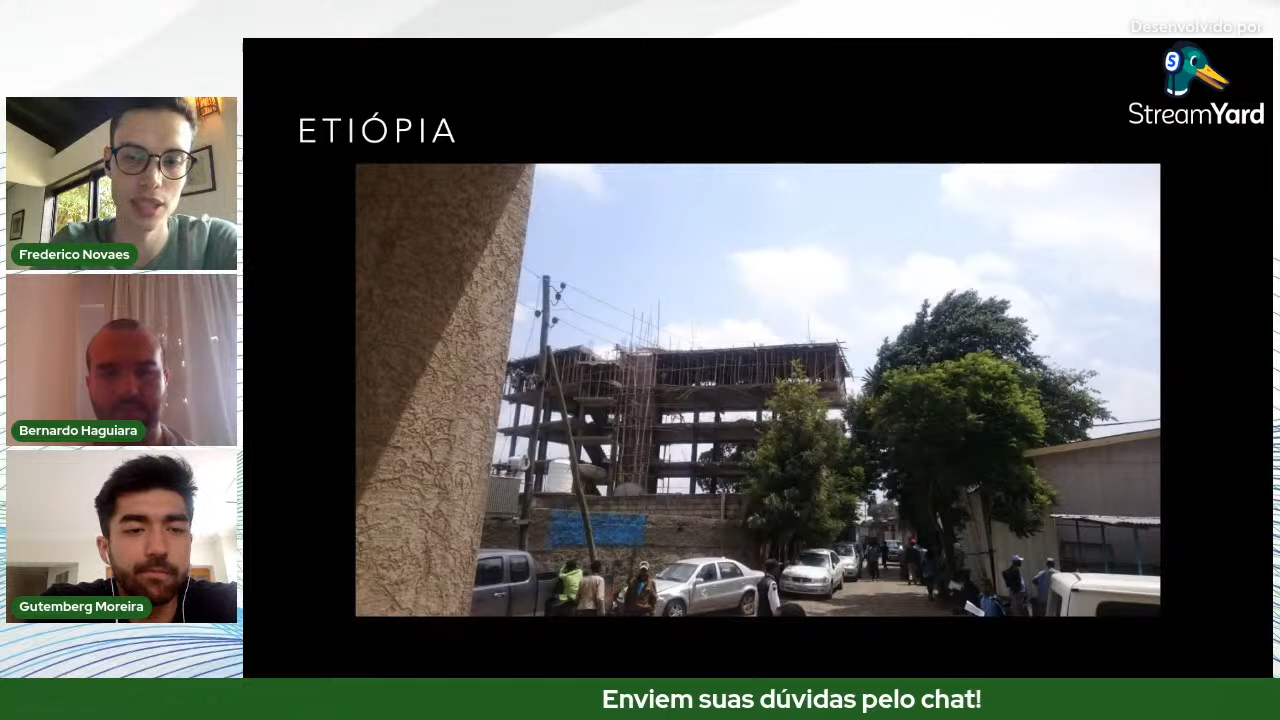 Desenvolvido por
StreamYard
ETIÓPIA
Frederico Novaes
Bernardo Haguiara
Gutemberg Moreira
Enviem suas dúvidas pelo chat!